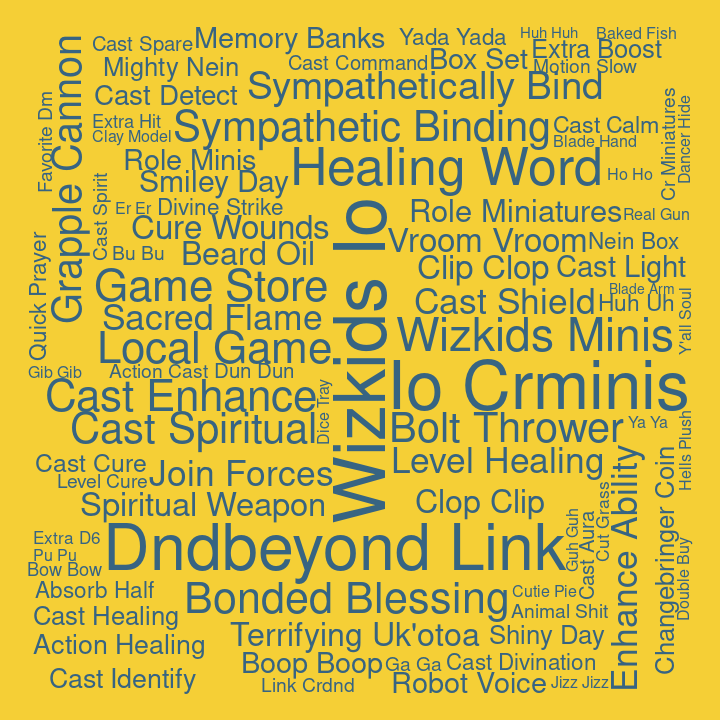 Cast Spare
Memory Banks
Yada Yada
Huh Huh
Baked Fish
Mighty Nein
Cast Command
Box Set
Extra Boost
Motion Slow
Cast Detect
Sympathetically Bind
Favorite Dm
Grapple Cannon
Extra Hit
Clay Model
Sympathetic Binding
Cast Calm
Blade Hand
Cr Miniatures
Dancer Hide
Role Minis
Healing Word
Ho Ho
Smiley Day
Cast Spirit
Er Er
Divine Strike
Role Miniatures
Real Gun
Cure Wounds
Wizkids Io
Vroom Vroom
Nein Box
Bu Bu
Beard Oil
Quick Prayer
Clip Clop
Cast Light
Game Store
Blade Arm
Cast Shield
Huh Uh
Y'all Soul
Sacred Flame
Wizkids Minis
Local Game
Gib Gib
Action Cast
Dun Dun
Io Crminis
Cast Enhance
Dice Tray
Cast Spiritual
Bolt Thrower
Ya Ya
Hells Plush
Cast Cure
Level Cure
Join Forces
Level Healing
Enhance Ability
Changebringer Coin
Spiritual Weapon
Clop Clip
Guh Guh
Cast Aura
Cut Grass
Extra D6
Pu Pu
Bow Bow
Dndbeyond Link
Double Buy
Absorb Half
Bonded Blessing
Cutie Pie
Animal Shit
Cast Healing
Action Healing
Terrifying Uk'otoa
Shiny Day
Boop Boop
Ga Ga
Cast Divination
Cast Identify
Link Crdnd
Robot Voice
Jizz Jizz